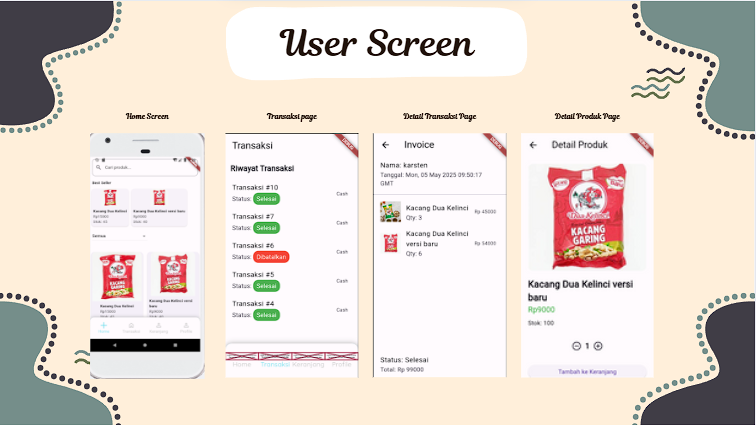 User Screen
Home Screen
Transaksi page
Detail Transaksi Page
Detail Produk Page
Cari produk...
Best Seller
Kacang Dua Kelinci
Kacang Dua Kelinci versi baru
Semua
Kacang Dua Kelinci
Kacang Dua Kelinci versi
baru
Home
Transaksi
Keranjang
Profile
Transaksi
Riwayat Transaksi
Transaksi #10
Status: Selesai
Cash
Transaksi #7
Status: Selesai
Cash
Transaksi #6
Status: Dibatalkan
Cash
Transaksi #5
Status: Selesai
Cash
Transaksi #4
Status: Selesai
Cash
Home Transaksi Keranjang Profile
DEBUG
Invoice
Nama: karsten
Tanggal: Mon, 05 May 2025 09:50:17
GMT
Kacang Dua Kelinci
Qty: 3
Rp 45000
Kacang Dua Kelinci
versi baru
Qty: 6
Rp 54000
Status: Selesai
Total: Rp 99000
DEBUG
Detail Produk
Dua Kelinci
KACANG
GARING
Kacang Dua Kelinci versi
baru
Rp9000
Stok: 100
1
Tambah ke Keranjang
DEBUG